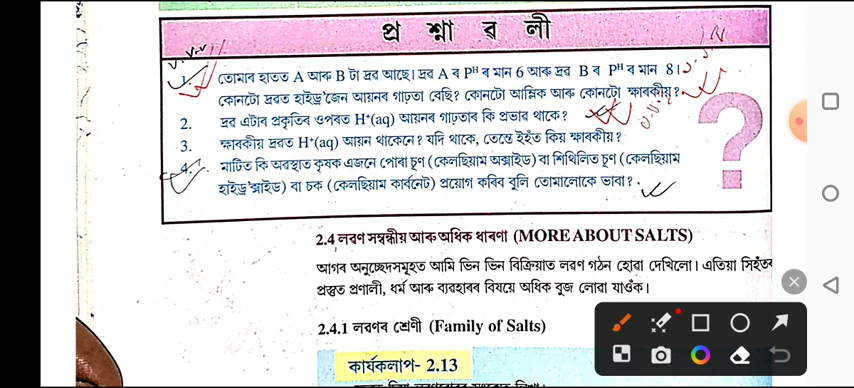 প্ৰশ্নাৱলী
1. তোমাৰ হাতত A আৰু B টা দ্ৰৱ আছে। দ্ৰৱ A ৰ Pᴴ ৰ মান 6 আৰু দ্ৰৱ B ৰ Pᴴ ৰ মান 8।
কোনটো দ্ৰৱত হাইড্ৰ'জেন আয়নৰ গাঢ়তা বেছি? কোনটো আম্লিক আৰু কোনটো ক্ষাৰকীয়?
2. দ্ৰৱ এটাৰ প্ৰকৃতিৰ ওপৰত H⁺(aq) আয়নৰ গাঢ়তাৰ কি প্ৰভাৱ থাকে?
3. ক্ষাৰকীয় দ্ৰৱত H⁺(aq) আয়ন থাকেনে? যদি থাকে, তেন্তে ইহঁত কিয় ক্ষাৰকীয়?
4. মাটিত কি অৱস্থাত কৃষক এজনে পোৰা চূণ (কেলছিয়াম অক্সাইড) বা শিথিলিত চূণ (কেলছিয়াম
হাইড্ৰ'ক্সাইড) বা চক (কেলছিয়াম কাৰ্বনেট) প্ৰয়োগ কৰিব বুলি তোমালোকে ভাবা?
2.4 লৱণ সম্বন্ধীয় আৰু অধিক ধাৰণা (MORE ABOUT SALTS)
আগৰ অনুচ্ছেদসমূহত আমি ভিন ভিন বিক্ৰিয়াত লৱণ গঠন হোৱা দেখিলো। এতিয়া সিহঁতৰ
প্ৰস্তুত প্ৰণালী, ধৰ্ম আৰু ব্যৱহাৰৰ বিষয়ে অধিক বুজ লোৱা যাওঁক।
2.4.1 লৱণৰ শ্ৰেণী (Family of Salts)
কাৰ্যকলাপ- 2.13